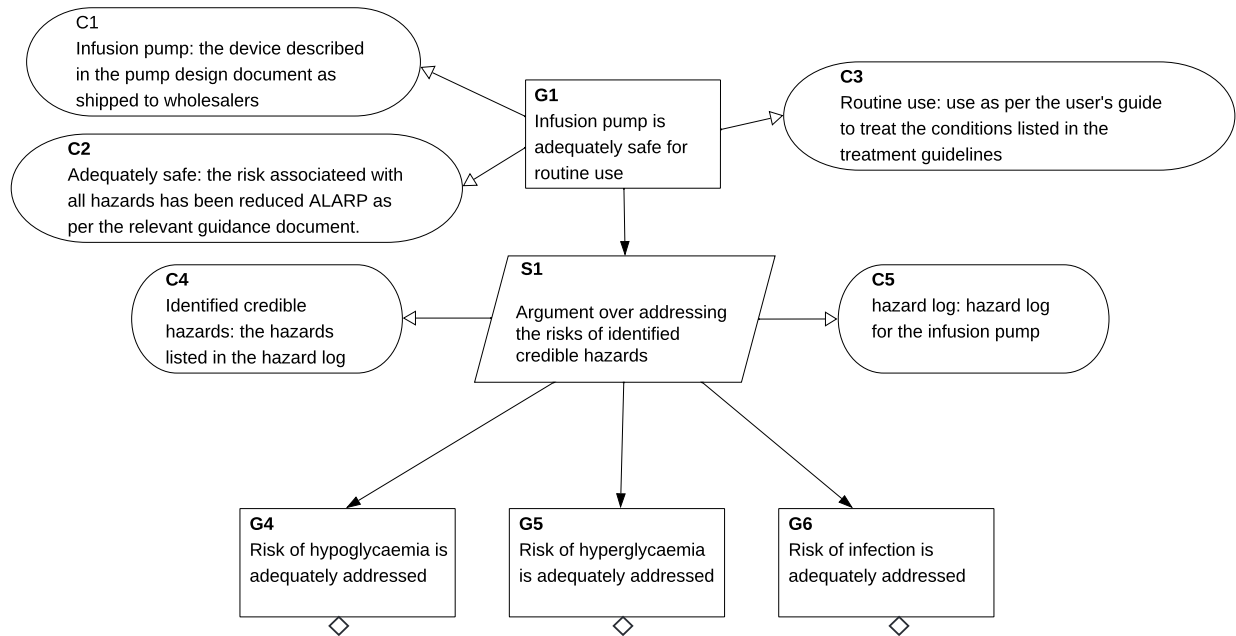 C1
Infusion pump: the device described
in the pump design document as
shipped to wholesalers
G1
Infusion pump is
adequately safe for
routine use
C3
Routine use: use as per the user's guide
to treat the conditions listed in the
treatment guidelines
C2
Adequately safe: the risk associateed with
all hazards has been reduced ALARP as
per the relevant guidance document.
C4
Identified credible
hazards: the hazards
listed in the hazard log
S1
Argument over addressing
the risks of identified
credible hazards
C5
hazard log: hazard log
for the infusion pump
G4
Risk of hypoglycaemia is
adequately addressed
G5
Risk of hyperglycaemia
is adequately addressed
G6
Risk of infection is
adequately addressed